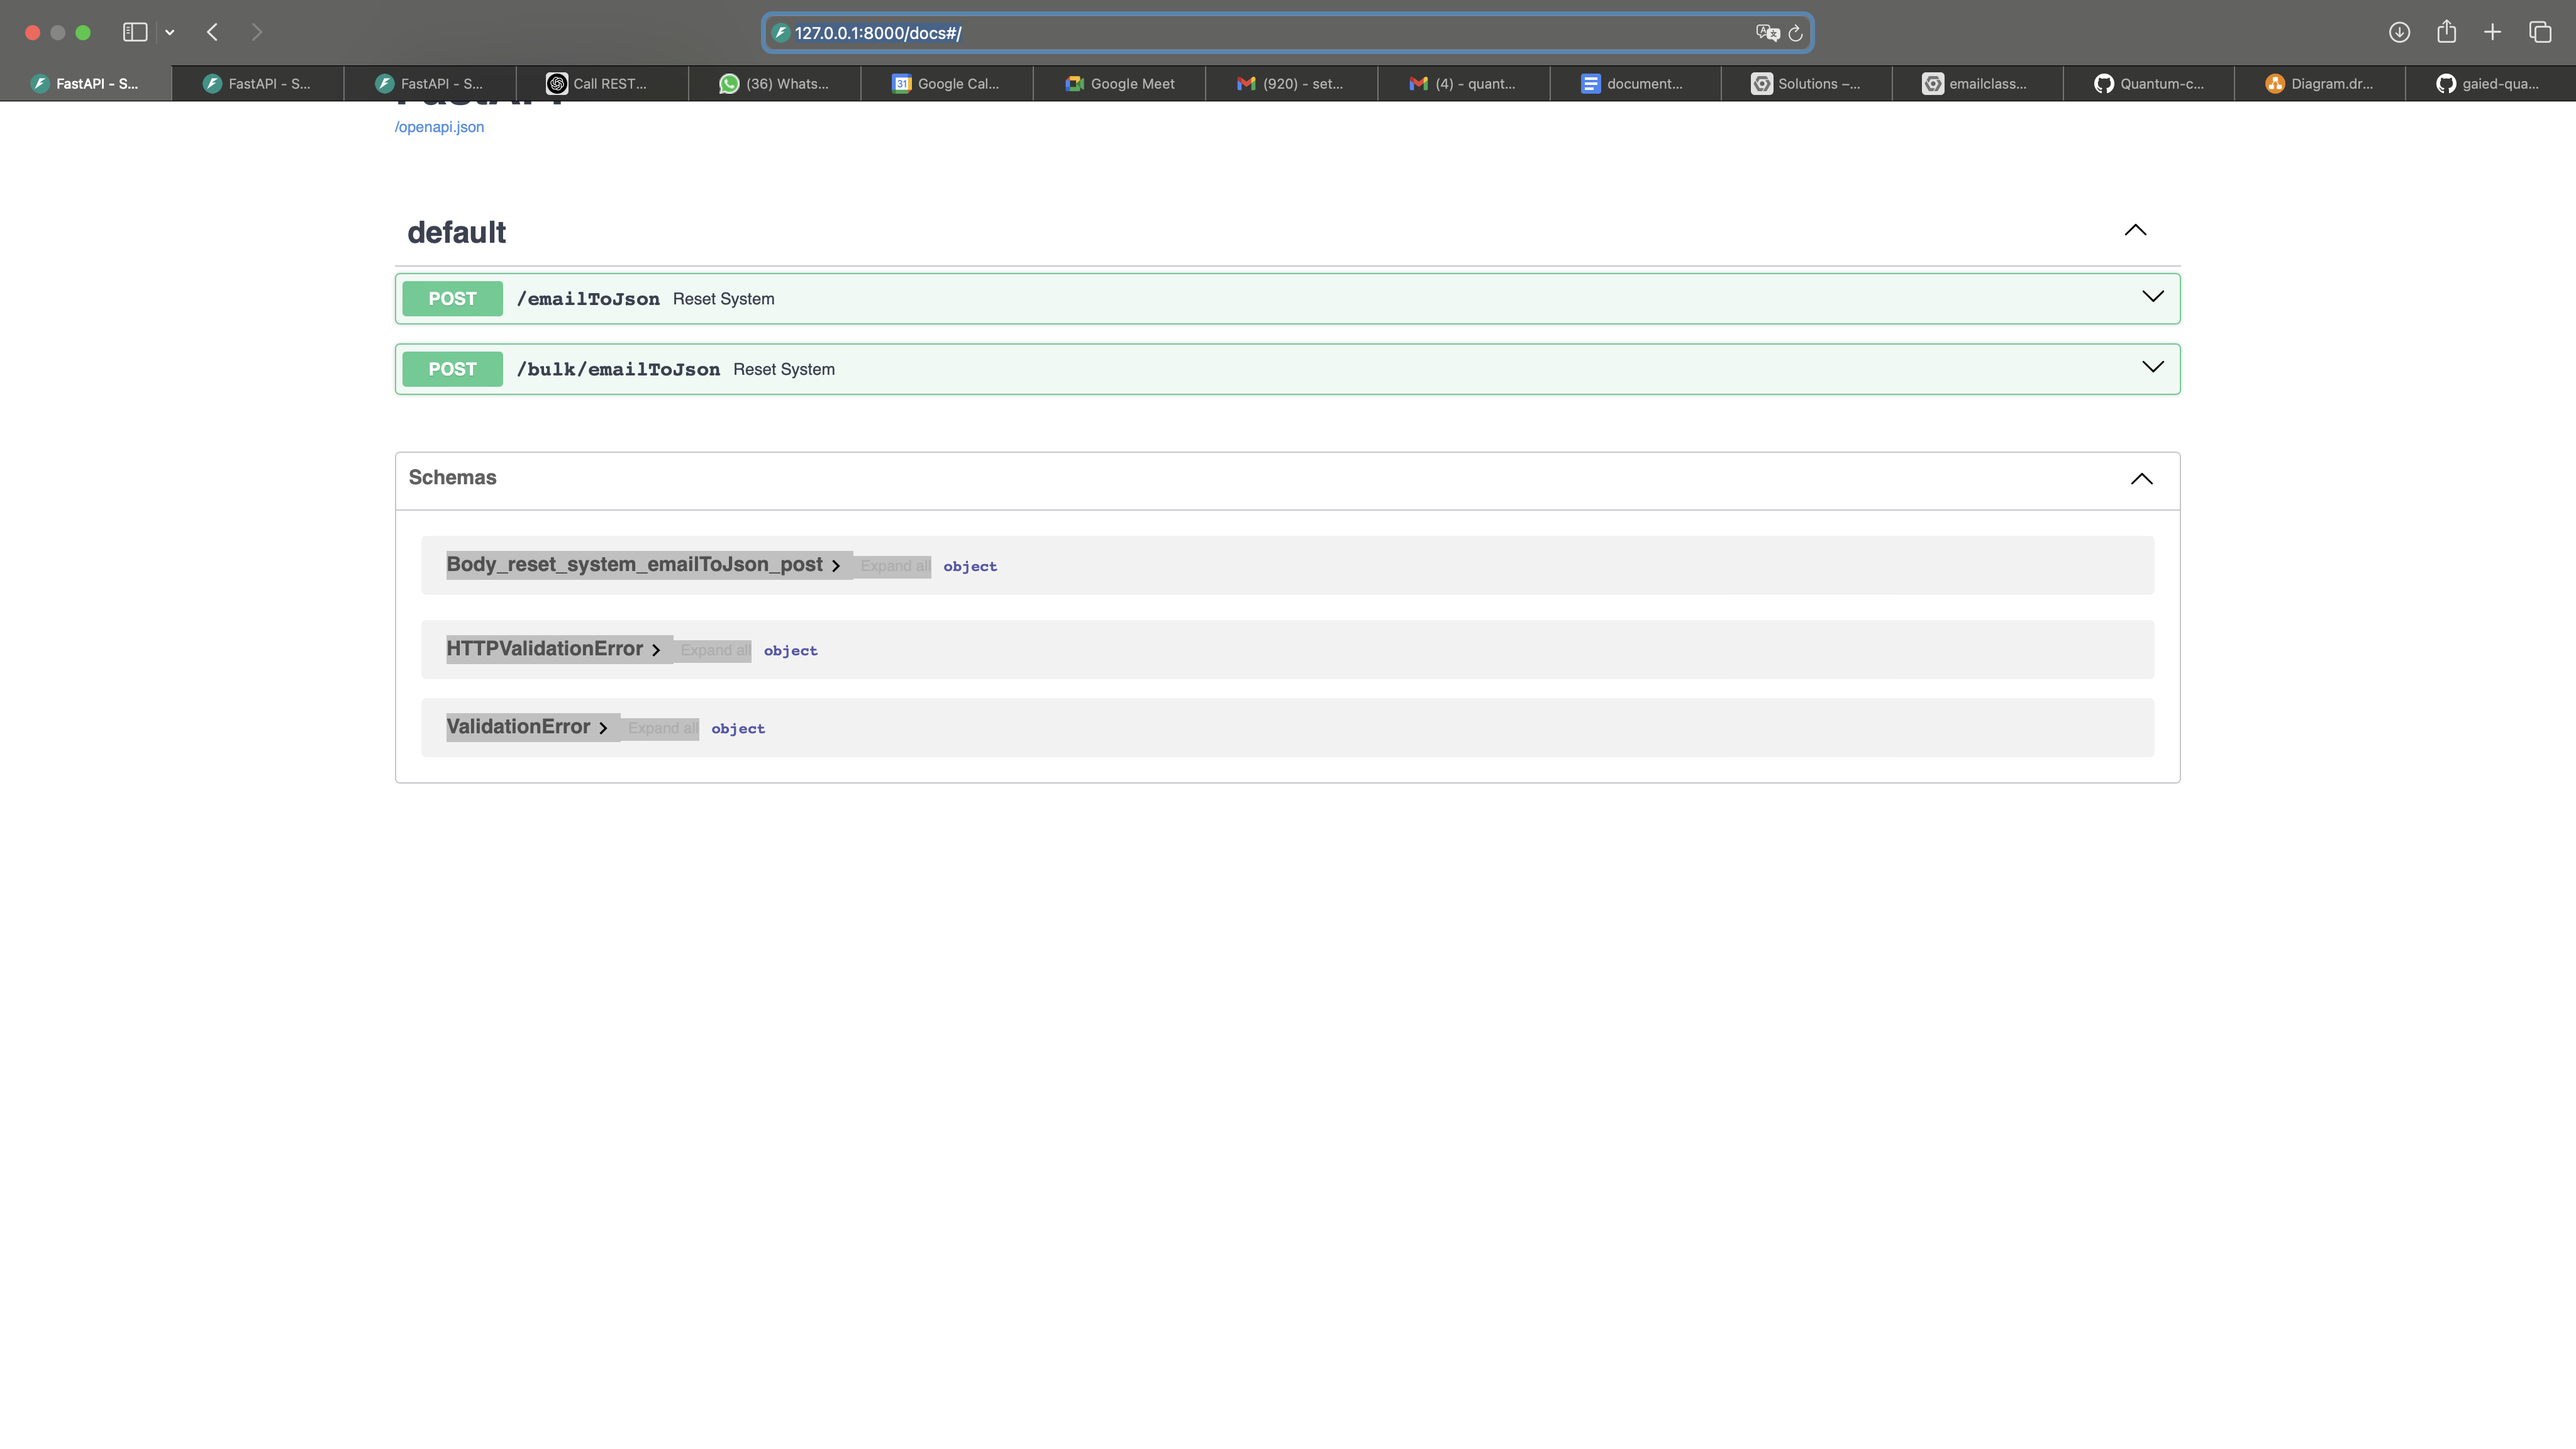 127.0.0.1:8000/docs#/
FastAPI - S...
FastAPI - S...
FastAPI - S...
Call REST...
(36) Whats...
Google Cal...
Google Meet
(920) - set...
(4) - quant...
document...
Solutions –...
emailclass...
Quantum-c...
Diagram.dr...
gaied-qua...
FastAPI
/openapi.json
default
POST /emailToJson Reset System
POST /bulk/emailToJson Reset System
Schemas
Body_reset_system_emailToJson_post Expand all object
HTTPValidationError Expand all object
ValidationError Expand all object